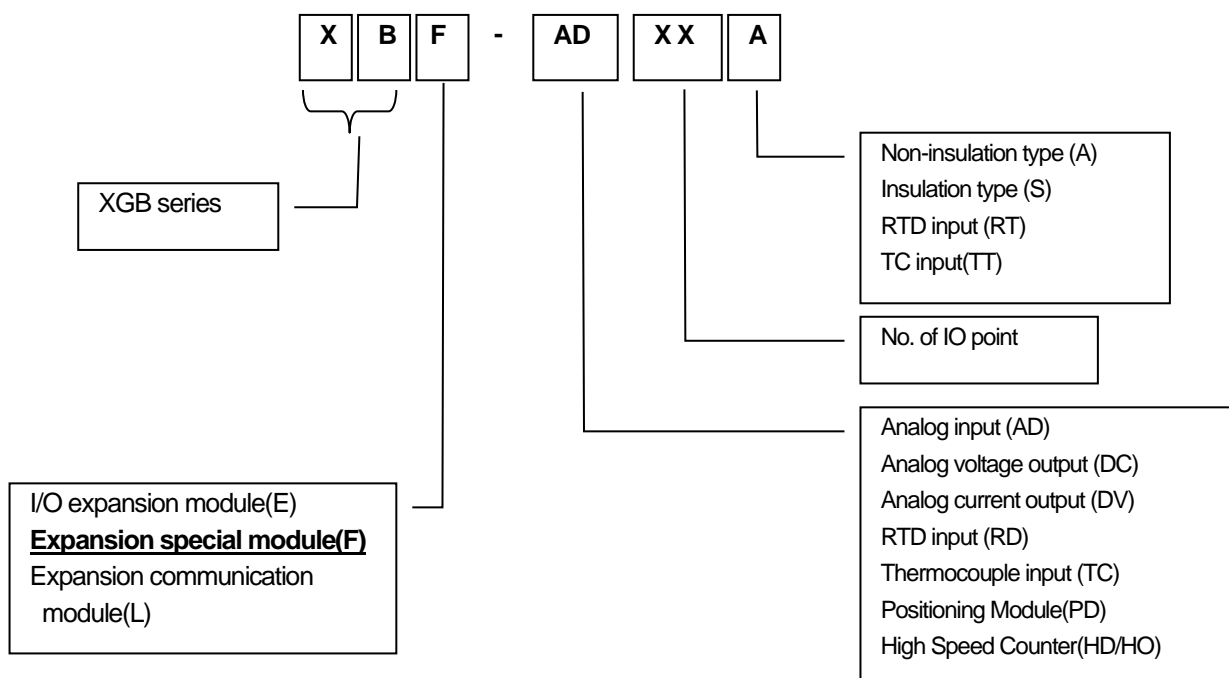 X B F - AD X X A
Non-insulation type (A)
Insulation type (S)
RTD input (RT)
TC input(TT)
XGB series
No. of IO point
Analog input (AD)
Analog voltage output (DC)
Analog current output (DV)
RTD input (RD)
Thermocouple input (TC)
Positioning Module(PD)
High Speed Counter(HD/HO)
I/O expansion module(E)
Expansion special module(F)
Expansion communication
module(L)